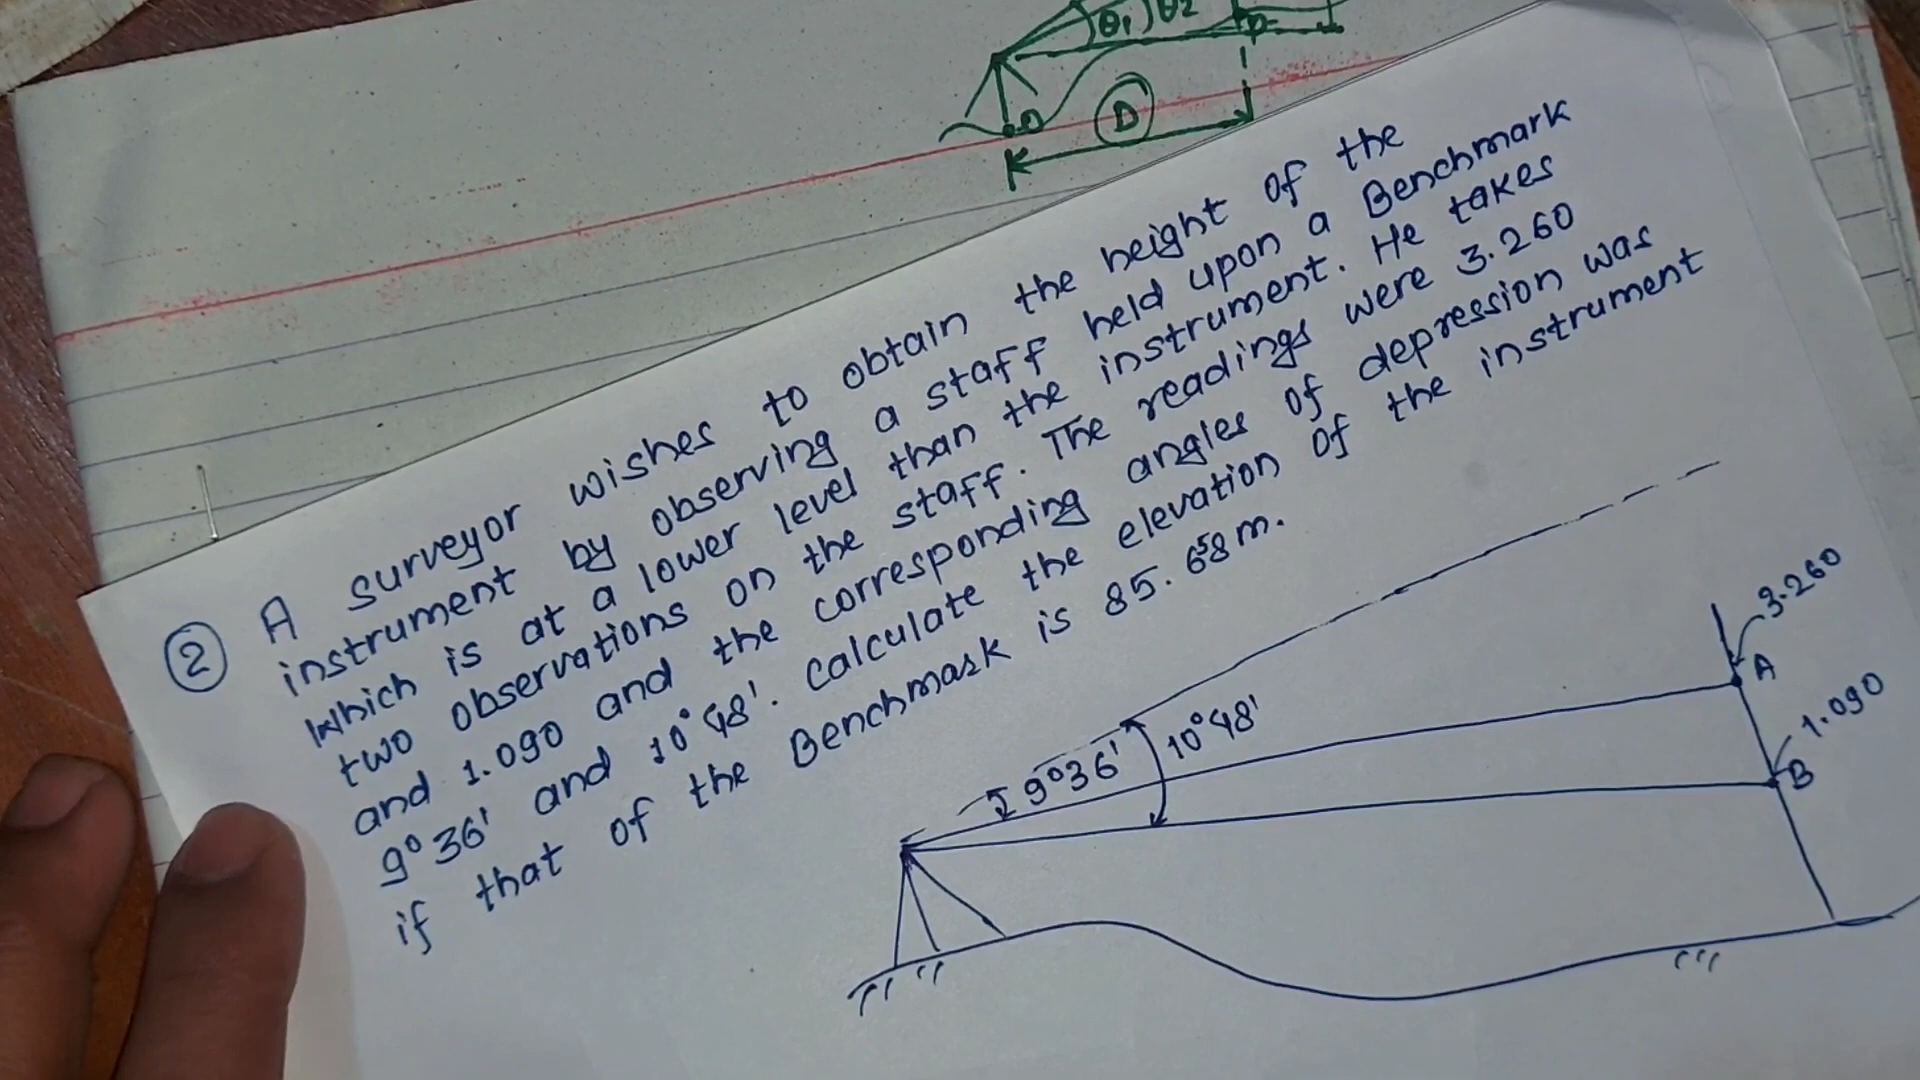 θ1 θ2
D
② A surveyor wishes to obtain the height of the
instrument by observing a staff held upon a Benchmark
which is at a lower level than the instrument. He takes
two observations on the staff. The readings were 3.260
and 1.090 and the corresponding angles of depression was
9°36' and 10°48'. calculate the elevation of the instrument
if that of the Benchmark is 85.658m.
3.260
A
1.090
B
9°36'
10°48'